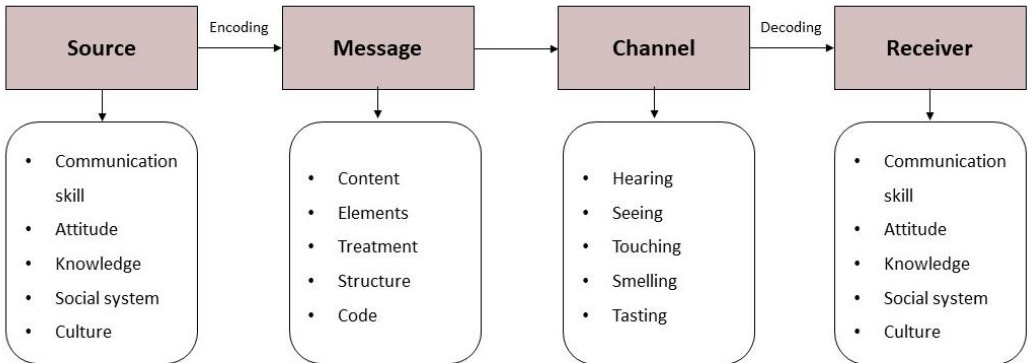 Source
Encoding
Message
Channel
Decoding
Receiver
• Communication
skill
• Attitude
• Knowledge
• Social system
• Culture
• Content
• Elements
• Treatment
• Structure
• Code
• Hearing
• Seeing
• Touching
• Smelling
• Tasting
• Communication
skill
• Attitude
• Knowledge
• Social system
• Culture